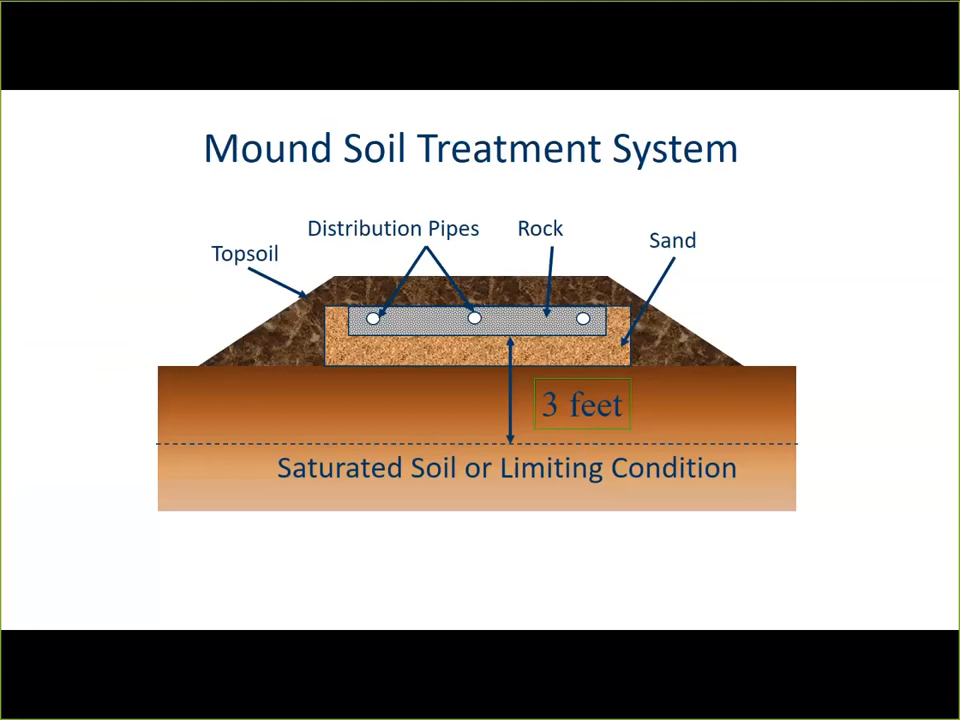 Mound Soil Treatment System
Distribution Pipes
Rock
Sand
Topsoil
3 feet
Saturated Soil or Limiting Condition